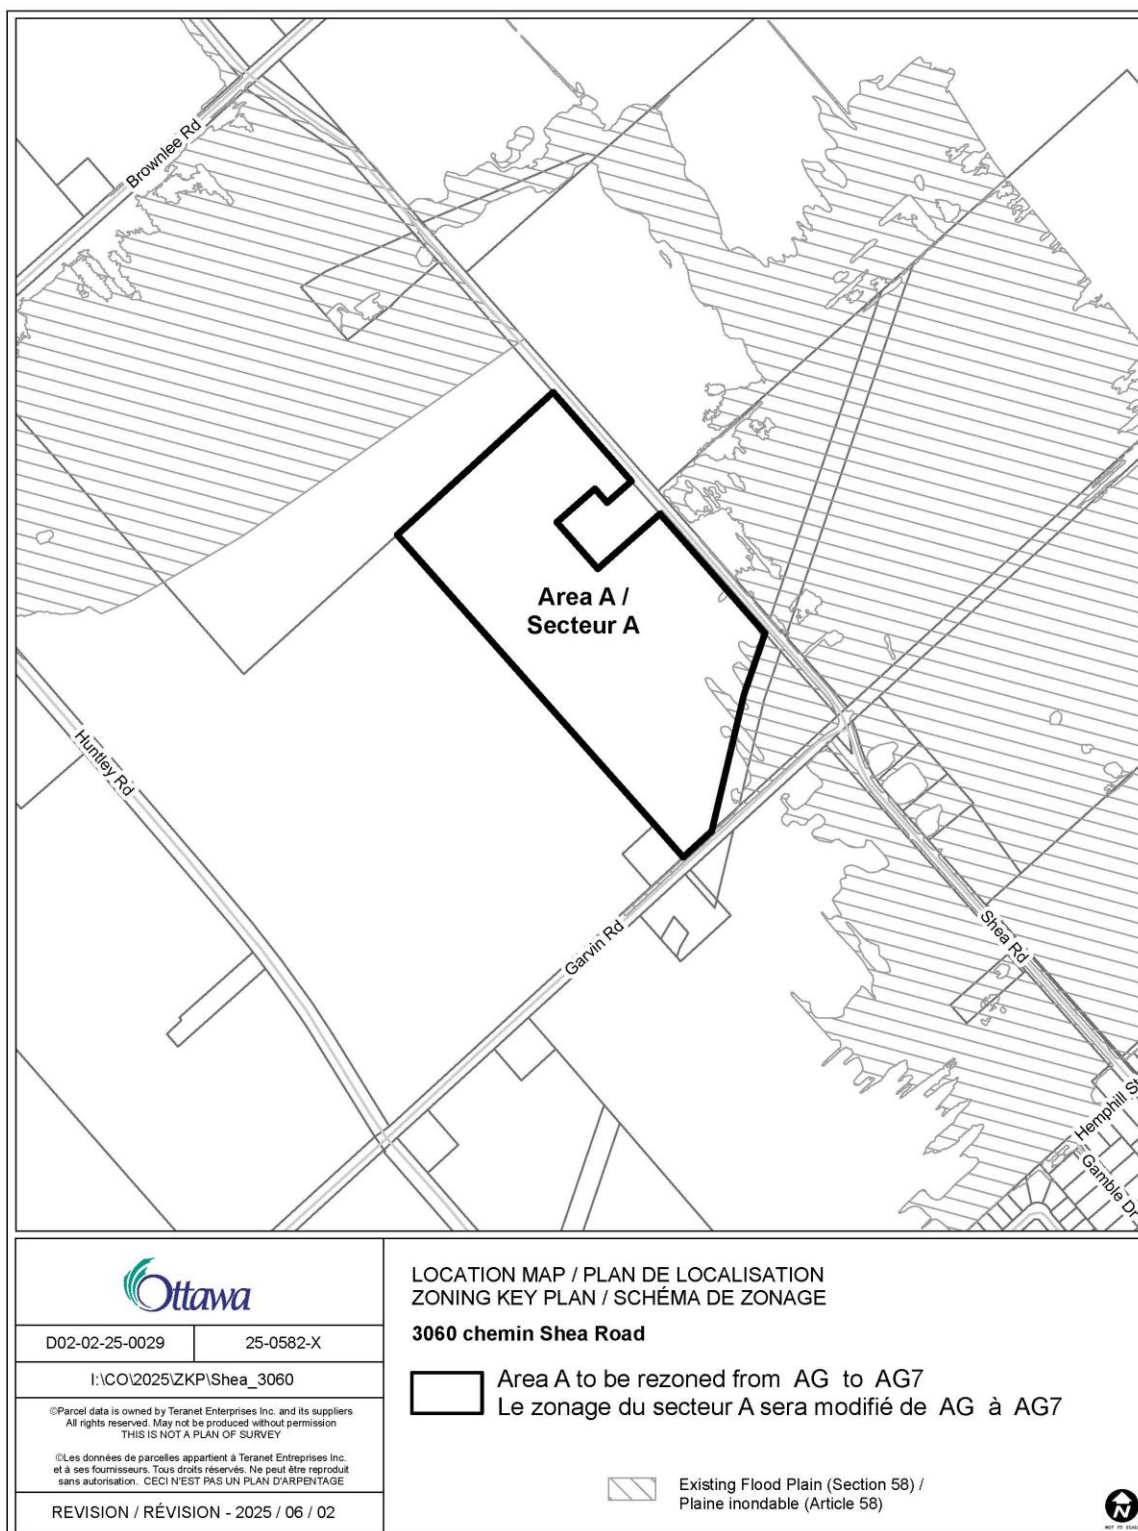 Brownlee Rd
Area A /
Secteur A
Huntley Rd
Garvin Rd
Shea Rd
Hemphill St
Gamble Dr
Ottawa
D02-02-25-0029
25-0582-X
I:\CO\2025\ZKP\Shea_3060
©Parcel data is owned by Teranet Enterprises Inc. and its suppliers
All rights reserved. May not be produced without permission
THIS IS NOT A PLAN OF SURVEY
©Les données de parcelles appartient à Teranet Entreprises Inc.
et à ses fournisseurs. Tous droits réservés. Ne peut être reproduit
sans autorisation. CECI N'EST PAS UN PLAN D'ARPENTAGE
REVISION / RÉVISION - 2025 / 06 / 02
LOCATION MAP / PLAN DE LOCALISATION
ZONING KEY PLAN / SCHÉMA DE ZONAGE
3060 chemin Shea Road
Area A to be rezoned from AG to AG7
Le zonage du secteur A sera modifié de AG à AG7
Existing Flood Plain (Section 58) /
Plaine inondable (Article 58)
N
NOT TO SCALE